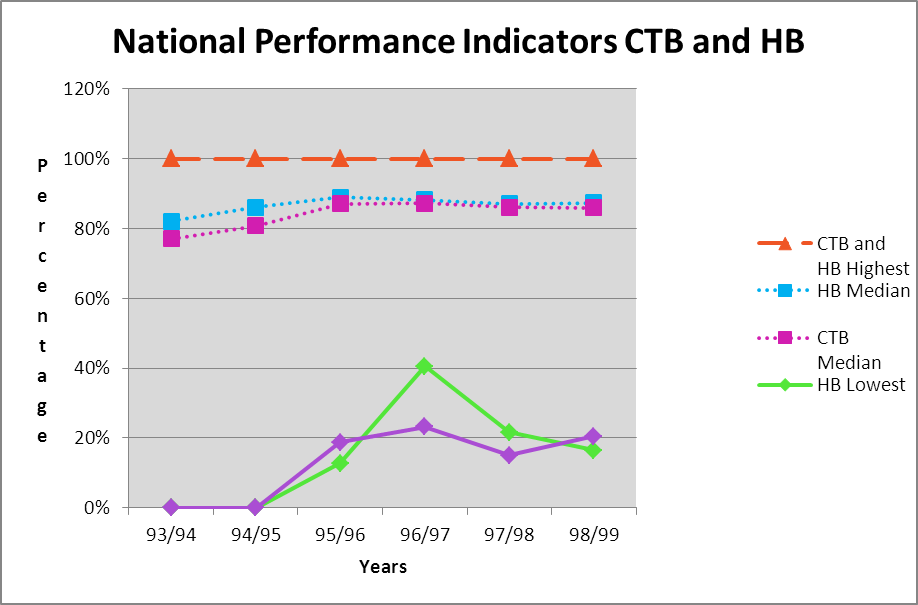 National Performance Indicators CTB and HB
120%
100%
80%
60%
40%
20%
0%
Percentage
93/94 94/95 95/96 96/97 97/98 98/99
Years
CTB and
HB Highest
HB Median
CTB
Median
HB Lowest